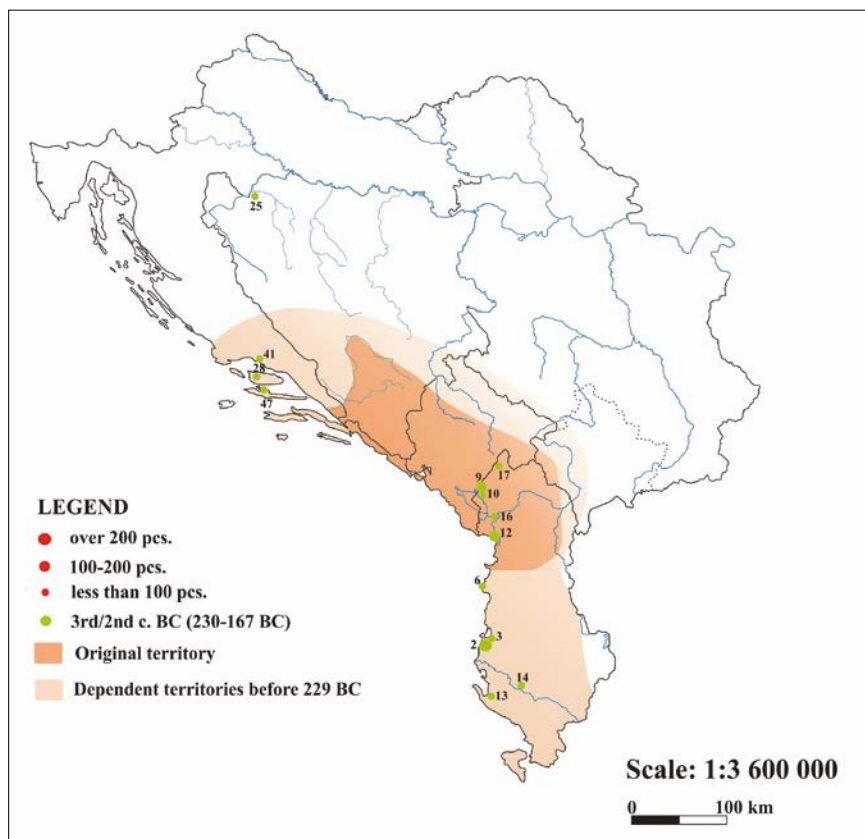 25
41
28
47
9
17
10
16
12
6
3
2
14
13
LEGEND
over 200 pcs.
100-200 pcs.
less than 100 pcs.
3rd/2nd c. BC (230-167 BC)
Original territory
Dependent territories before 229 BC
Scale: 1:3 600 000
0 100 km